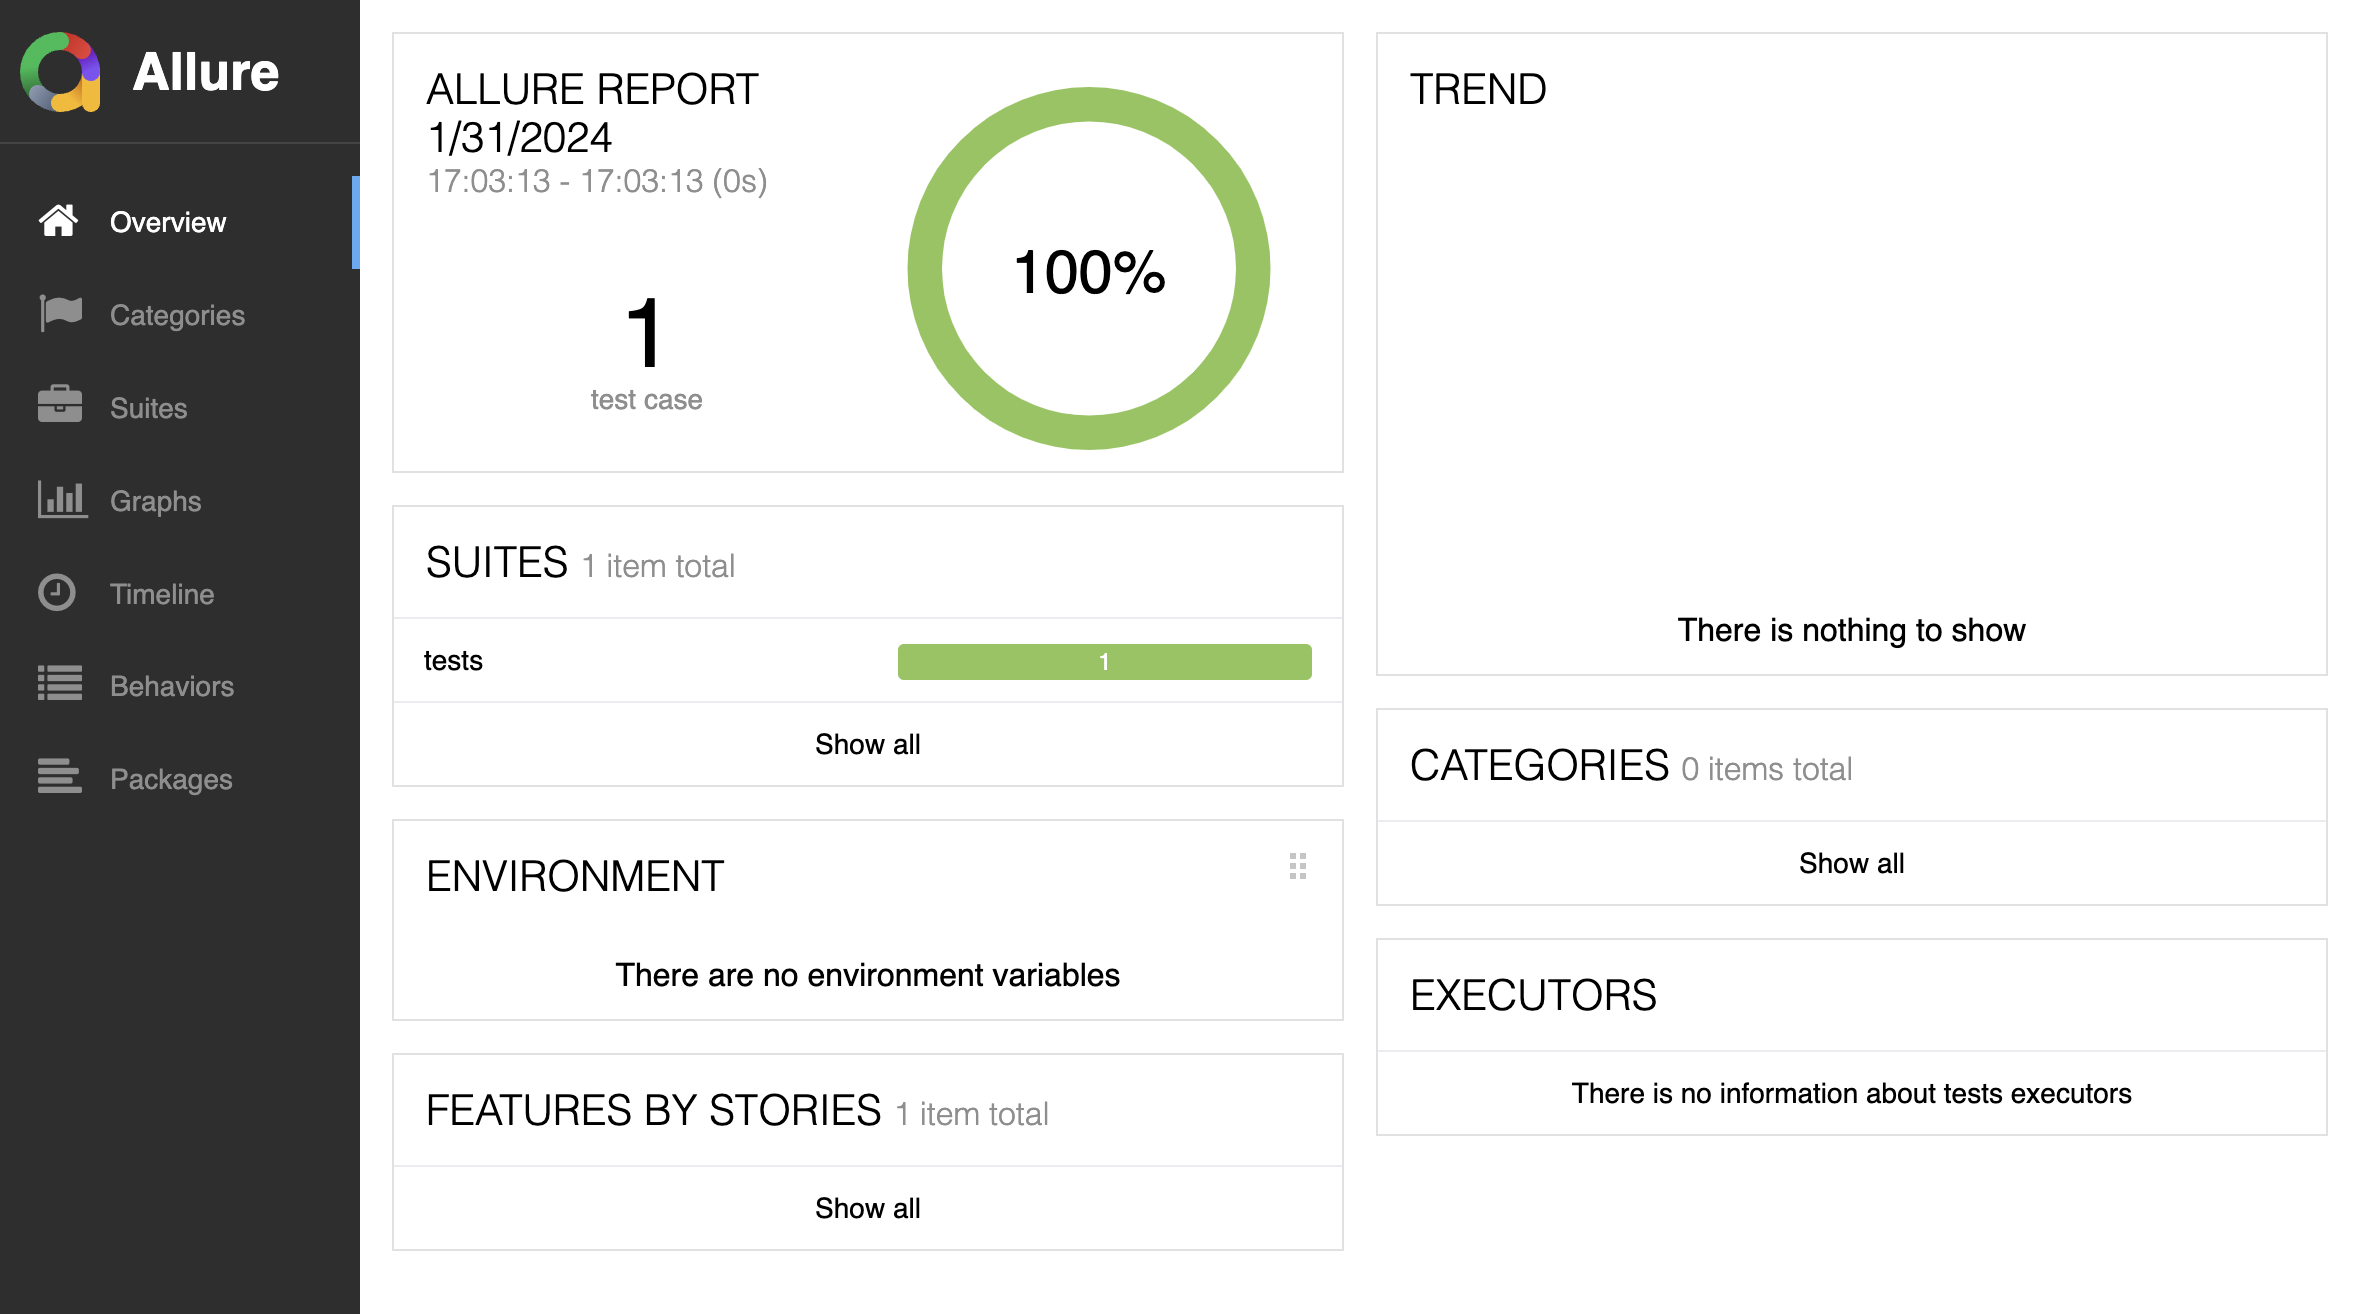 Allure
Overview
Categories
Suites
Graphs
Timeline
Behaviors
Packages
ALLURE REPORT
1/31/2024
17:03:13 - 17:03:13 (0s)
1
test case
100%
SUITES 1 item total
tests 1
Show all
ENVIRONMENT
There are no environment variables
FEATURES BY STORIES 1 item total
Show all
TREND
There is nothing to show
CATEGORIES 0 items total
Show all
EXECUTORS
There is no information about tests executors